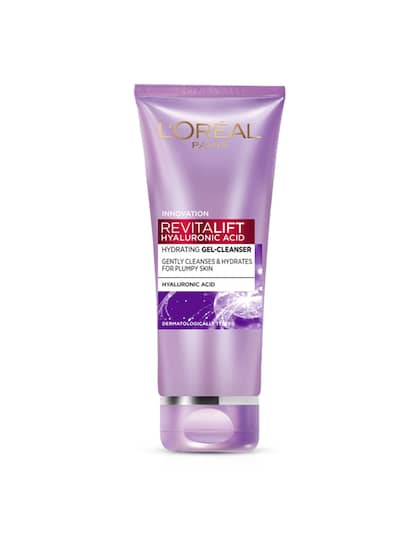 L'ORÉAL
PARIS
INNOVATION
REVITALIFT
HYALURONIC ACID
HYDRATING GEL-CLEANSER
GENTLY CLEANSES & HYDRATES
FOR PLUMPY SKIN
HYALURONIC ACID
DERMATOLOGICALLY TESTED